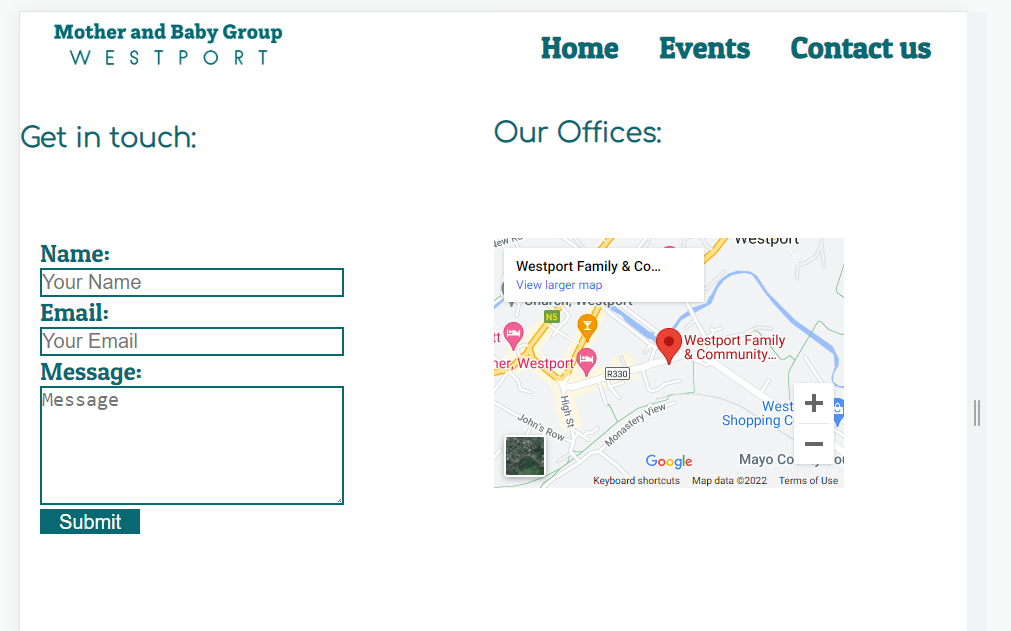 Mother and Baby Group
WESTPORT
Home Events Contact us
Get in touch:
Our Offices:
Name:
Your Name
Email:
Your Email
Message:
Message
Submit
Westport
Westport Family & Co...
View larger map
Church, Westport
N5
Westport Family
& Community...
ner, Westport
R330
High St
John's Row
Monastery View
West
Shopping C
Mayo Co
Google
Keyboard shortcuts Map data ©2022 Terms of Use